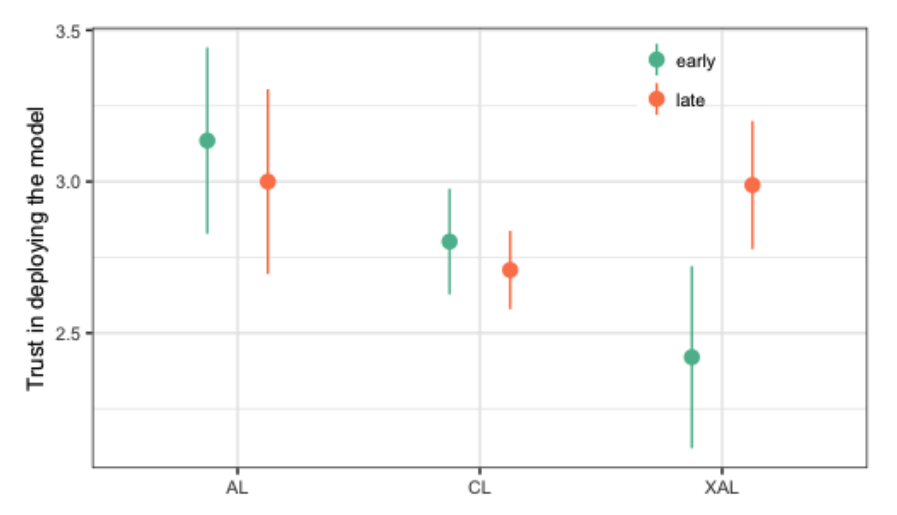 3.5
3.0
2.5
Trust in deploying the model
early
late
AL
CL
XAL